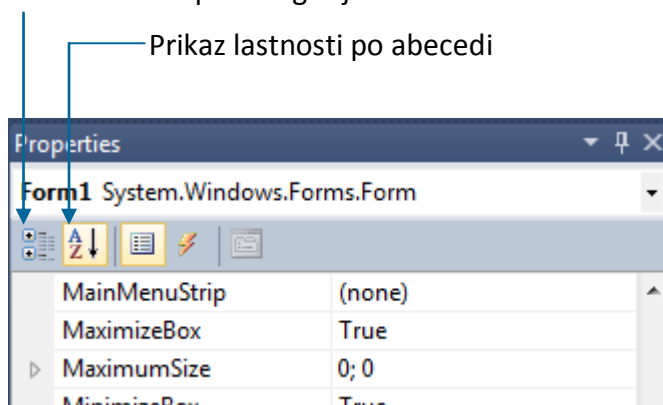 Prikaz lastnosti po abecedi
Properties
Form1 System.Windows.Forms.Form
MainMenuStrip (none)
MaximizeBox True
MaximumSize 0; 0